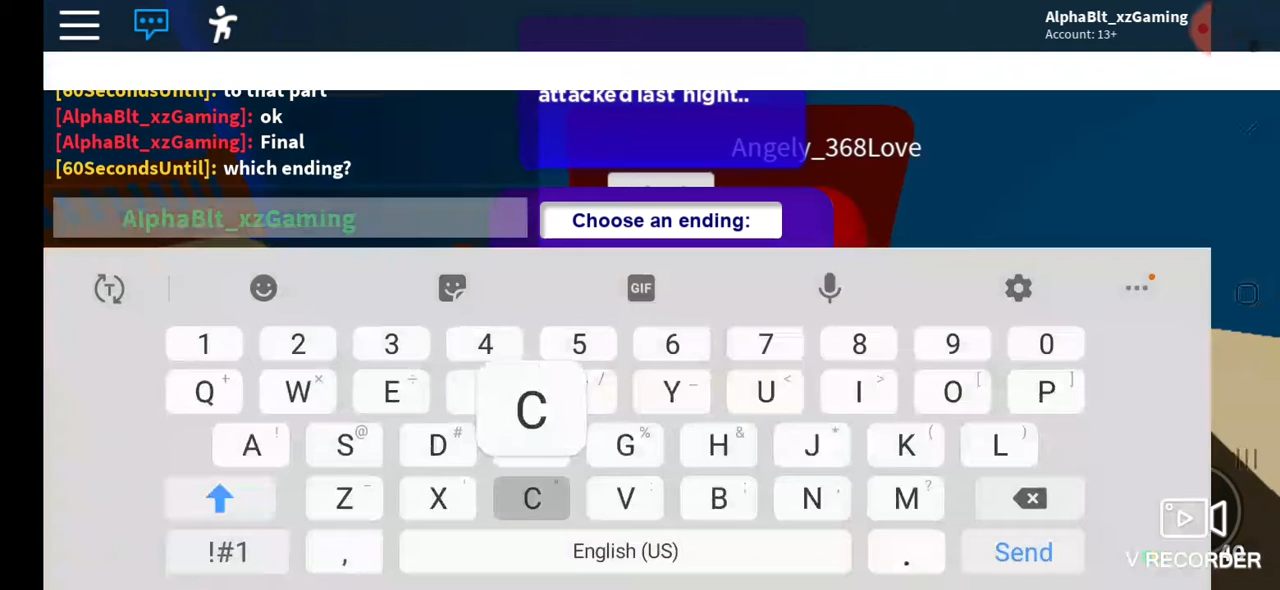 AlphaBlt_xzGaming
Account: 13+
[60SecondsUntil]: to that part
[AlphaBlt_xzGaming]: ok
[AlphaBlt_xzGaming]: Final
[60SecondsUntil]: which ending?
attacked last night..
Angely_368Love
AlphaBlt_xzGaming
Choose an ending:
T
GIF
1 2 3 4 5 6 7 8 9 0
Q + W × E ÷ / Y − U < I > O [ P ]
C
A ! S @ D # G % H & J * K ( L )
Z - X ' C " V : B ; N , M ?
!#1 , English (US) . Send
V RECORDER